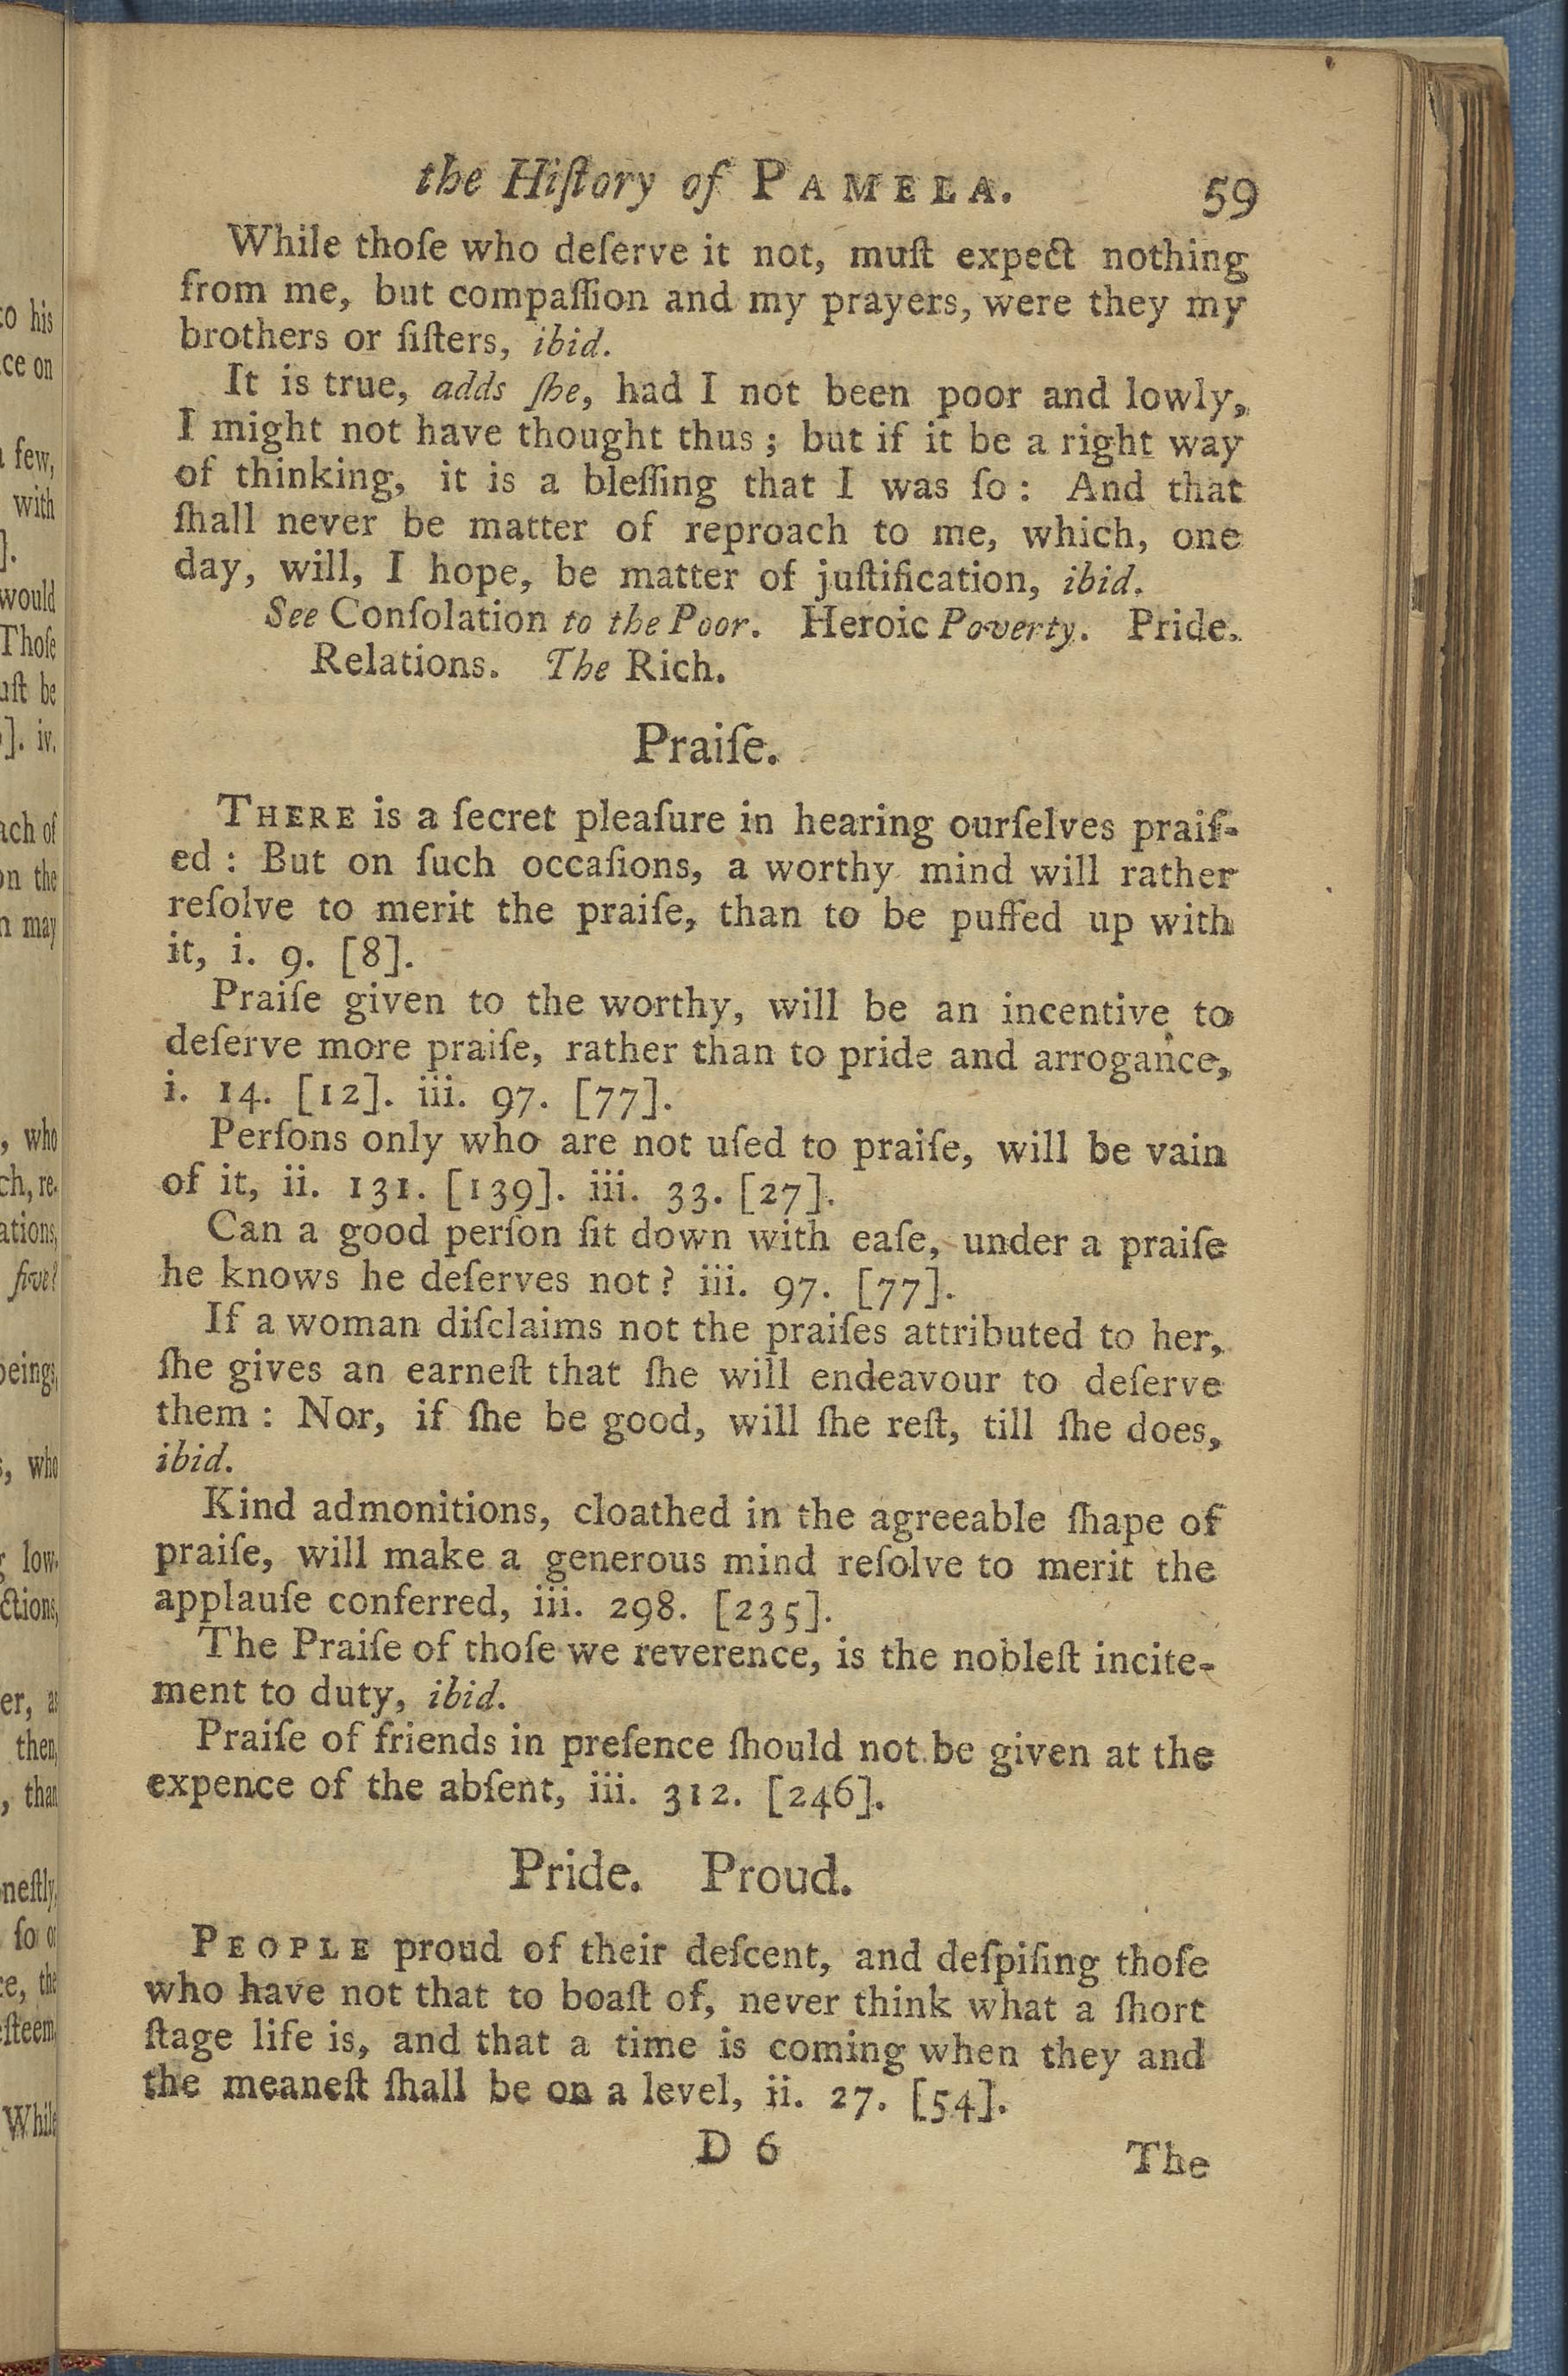 the Hiſtory of PAMELA. 59
While thoſe who deſerve it not, muſt expect nothing
from me, but compaſſion and my prayers, were they my
brothers or ſiſters, ibid.
It is true, adds ſhe, had I not been poor and lowly,
I might not have thought thus; but if it be a right way
of thinking, it is a bleſſing that I was ſo: And that
ſhall never be matter of reproach to me, which, one
day, will, I hope, be matter of juſtification, ibid.
See Conſolation to the Poor. Heroic Poverty. Pride.
Relations. The Rich.
Praiſe.
THERE is a ſecret pleaſure in hearing ourſelves praiſ-
ed: But on ſuch occaſions, a worthy mind will rather
reſolve to merit the praiſe, than to be puffed up with
it, i. 9. [8].
Praiſe given to the worthy, will be an incentive to
deſerve more praiſe, rather than to pride and arrogance,
i. 14. [12]. iii. 97. [77].
Perſons only who are not uſed to praiſe, will be vain
of it, ii. 131. [139]. iii. 33. [27].
Can a good perſon ſit down with eaſe, under a praiſe
he knows he deſerves not? iii. 97. [77].
If a woman diſclaims not the praiſes attributed to her,
ſhe gives an earneſt that ſhe will endeavour to deſerve
them: Nor, if ſhe be good, will ſhe reſt, till ſhe does,
ibid.
Kind admonitions, cloathed in the agreeable ſhape of
praiſe, will make a generous mind reſolve to merit the
applauſe conferred, iii. 298. [235].
The Praiſe of thoſe we reverence, is the nobleſt incite-
ment to duty, ibid.
Praiſe of friends in preſence ſhould not be given at the
expence of the abſent, iii. 312. [246].
Pride. Proud.
PEOPLE proud of their deſcent, and deſpiſing thoſe
who have not that to boaſt of, never think what a ſhort
ſtage life is, and that a time is coming when they and
the meaneſt ſhall be on a level, ii. 27. [54].
D 6 The